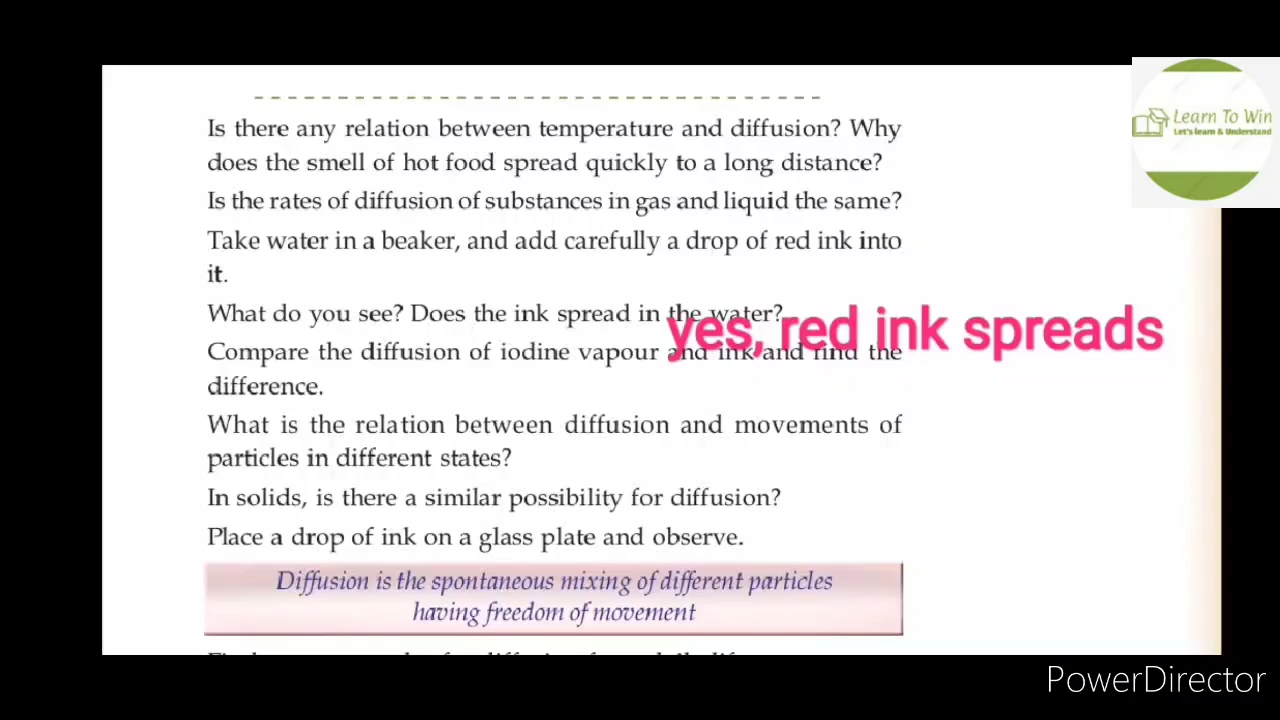 Learn To Win
Let's learn & Understand
Is there any relation between temperature and diffusion? Why
does the smell of hot food spread quickly to a long distance?
Is the rates of diffusion of substances in gas and liquid the same?
Take water in a beaker, and add carefully a drop of red ink into
it.
What do you see? Does the ink spread in the water?
yes, red ink spreads
Compare the diffusion of iodine vapour and ink and find the
difference.
What is the relation between diffusion and movements of
particles in different states?
In solids, is there a similar possibility for diffusion?
Place a drop of ink on a glass plate and observe.
Diffusion is the spontaneous mixing of different particles
having freedom of movement
PowerDirector